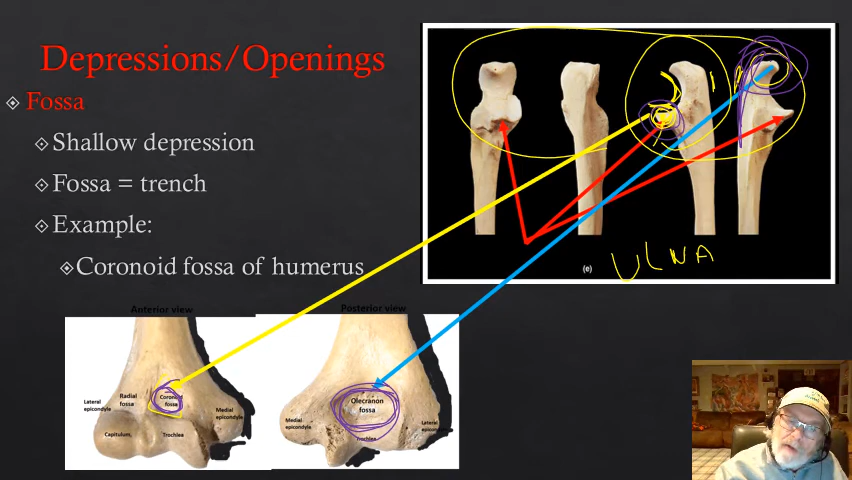 Depressions/Openings
Fossa
Shallow depression
Fossa = trench
Example:
Coronoid fossa of humerus
(e)
ULNA
Anterior view
Posterior view
Lateral
epicondyle
Radial
fossa
Coronoid
fossa
Medial
epicondyle
Capitulum,
Trochlea
Olecranon
fossa
Medial
epicondyle
Lateral
epicondyle
Trochlea